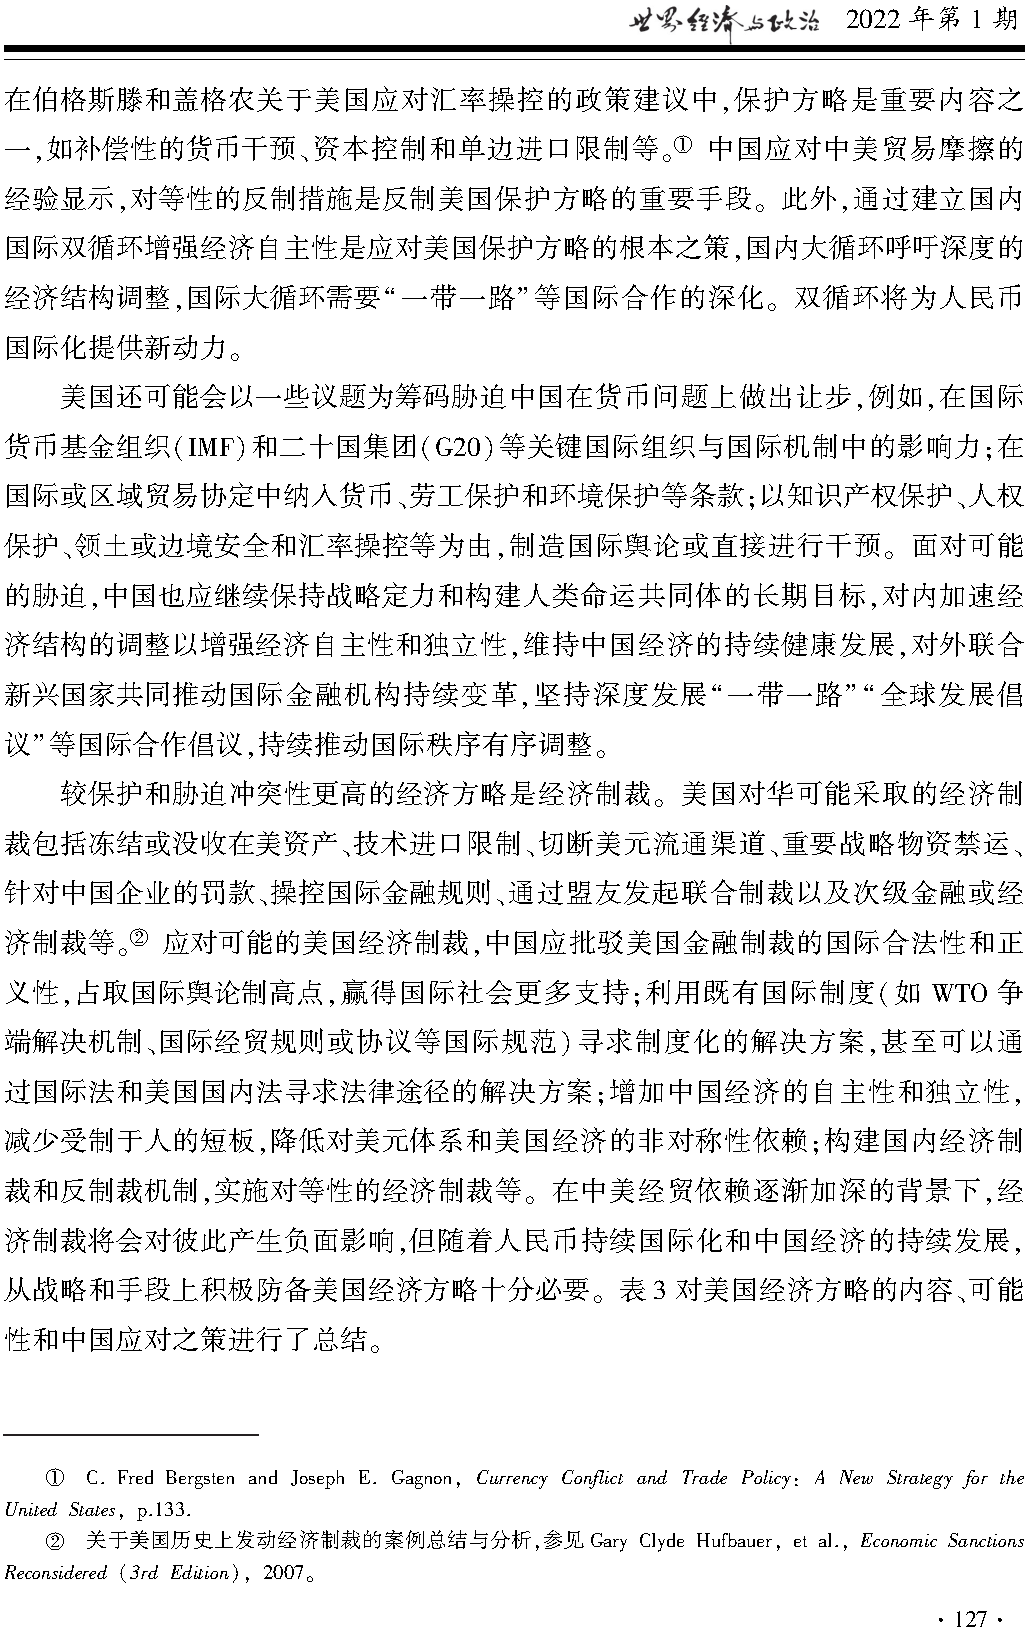 世界经济与政治 2022 年第 1 期
在伯格斯滕和盖格农关于美国应对汇率操控的政策建议中,保护方略是重要内容之
一,如补偿性的货币干预、资本控制和单边进口限制等。① 中国应对中美贸易摩擦的
经验显示,对等性的反制措施是反制美国保护方略的重要手段。此外,通过建立国内
国际双循环增强经济自主性是应对美国保护方略的根本之策,国内大循环呼吁深度的
经济结构调整,国际大循环需要“一带一路”等国际合作的深化。双循环将为人民币
国际化提供新动力。
美国还可能会以一些议题为筹码胁迫中国在货币问题上做出让步,例如,在国际
货币基金组织(IMF)和二十国集团(G20)等关键国际组织与国际机制中的影响力;在
国际或区域贸易协定中纳入货币、劳工保护和环境保护等条款;以知识产权保护、人权
保护、领土或边境安全和汇率操控等为由,制造国际舆论或直接进行干预。面对可能
的胁迫,中国也应继续保持战略定力和构建人类命运共同体的长期目标,对内加速经
济结构的调整以增强经济自主性和独立性,维持中国经济的持续健康发展,对外联合
新兴国家共同推动国际金融机构持续变革,坚持深度发展“一带一路”“全球发展倡
议”等国际合作倡议,持续推动国际秩序有序调整。
较保护和胁迫冲突性更高的经济方略是经济制裁。美国对华可能采取的经济制
裁包括冻结或没收在美资产、技术进口限制、切断美元流通渠道、重要战略物资禁运、
针对中国企业的罚款、操控国际金融规则、通过盟友发起联合制裁以及次级金融或经
济制裁等。② 应对可能的美国经济制裁,中国应批驳美国金融制裁的国际合法性和正
义性,占取国际舆论制高点,赢得国际社会更多支持;利用既有国际制度(如 WTO 争
端解决机制、国际经贸规则或协议等国际规范)寻求制度化的解决方案,甚至可以通
过国际法和美国国内法寻求法律途径的解决方案;增加中国经济的自主性和独立性,
减少受制于人的短板,降低对美元体系和美国经济的非对称性依赖;构建国内经济制
裁和反制裁机制,实施对等性的经济制裁等。在中美经贸依赖逐渐加深的背景下,经
济制裁将会对彼此产生负面影响,但随着人民币持续国际化和中国经济的持续发展,
从战略和手段上积极防备美国经济方略十分必要。表 3 对美国经济方略的内容、可能
性和中国应对之策进行了总结。
① C. Fred Bergsten and Joseph E. Gagnon, Currency Conflict and Trade Policy: A New Strategy for the
United States, p.133.
② 关于美国历史上发动经济制裁的案例总结与分析,参见 Gary Clyde Hufbauer, et al., Economic Sanctions
Reconsidered (3rd Edition), 2007。
· 127 ·